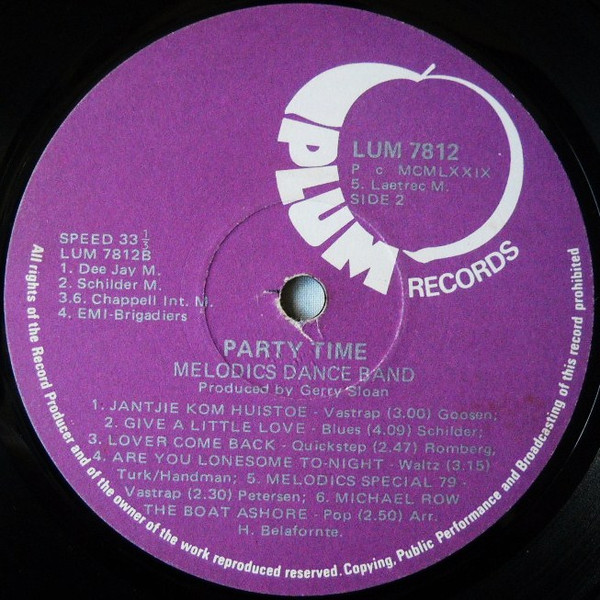 PLUM
RECORDS
LUM 7812
P c MCMLXXIX
5. Laetrec M.
SIDE 2
SPEED 33 1/3
LUM 7812B
1. Dee Jay M.
2. Schilder M.
3.6. Chappell Int. M.
4. EMI-Brigadiers
PARTY TIME
MELODICS DANCE BAND
Produced by Gerry Sloan
1. JANTJIE KOM HUISTOE - Vastrap (3.00) Goosen;
2. GIVE A LITTLE LOVE - Blues (4.09) Schilder;
3. LOVER COME BACK - Quickstep (2.47) Romberg,
4. ARE YOU LONESOME TO-NIGHT - Waltz (3.15)
Turk/Handman; 5. MELODICS SPECIAL 79 -
Vastrap (2.30) Petersen; 6. MICHAEL ROW
THE BOAT ASHORE - Pop (2.50) Arr.
H. Belafornte.
All rights of the Record Producer and of the owner of the work reproduced reserved. Copying, Public Performance and Broadcasting of this record prohibited